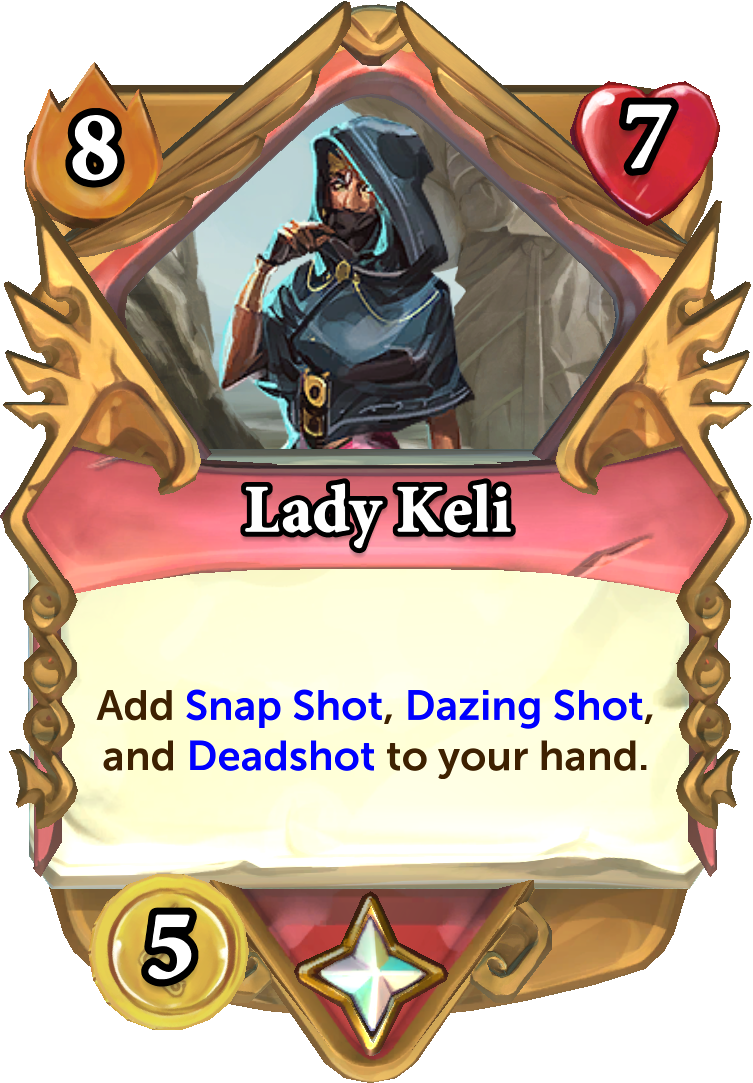 8
7
Lady Keli
Add Snap Shot, Dazing Shot,
and Deadshot to your hand.
5